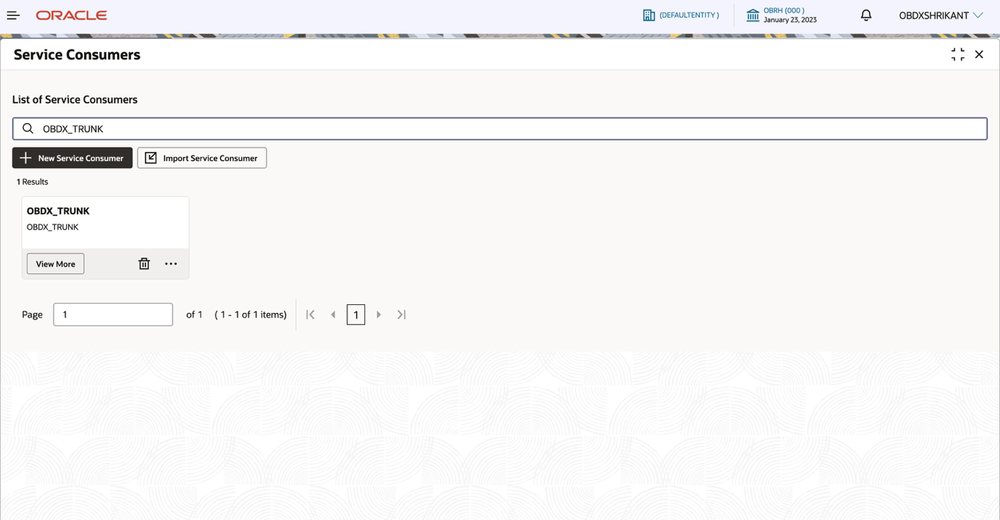 ORACLE
(DEFAULTENTITY )
OBRH (000 )
January 23, 2023
OBDXSHRIKANT
Service Consumers
List of Service Consumers
OBDX_TRUNK
New Service Consumer
Import Service Consumer
1 Results
OBDX_TRUNK
OBDX_TRUNK
View More
Page 1 of 1 ( 1 - 1 of 1 items) 1